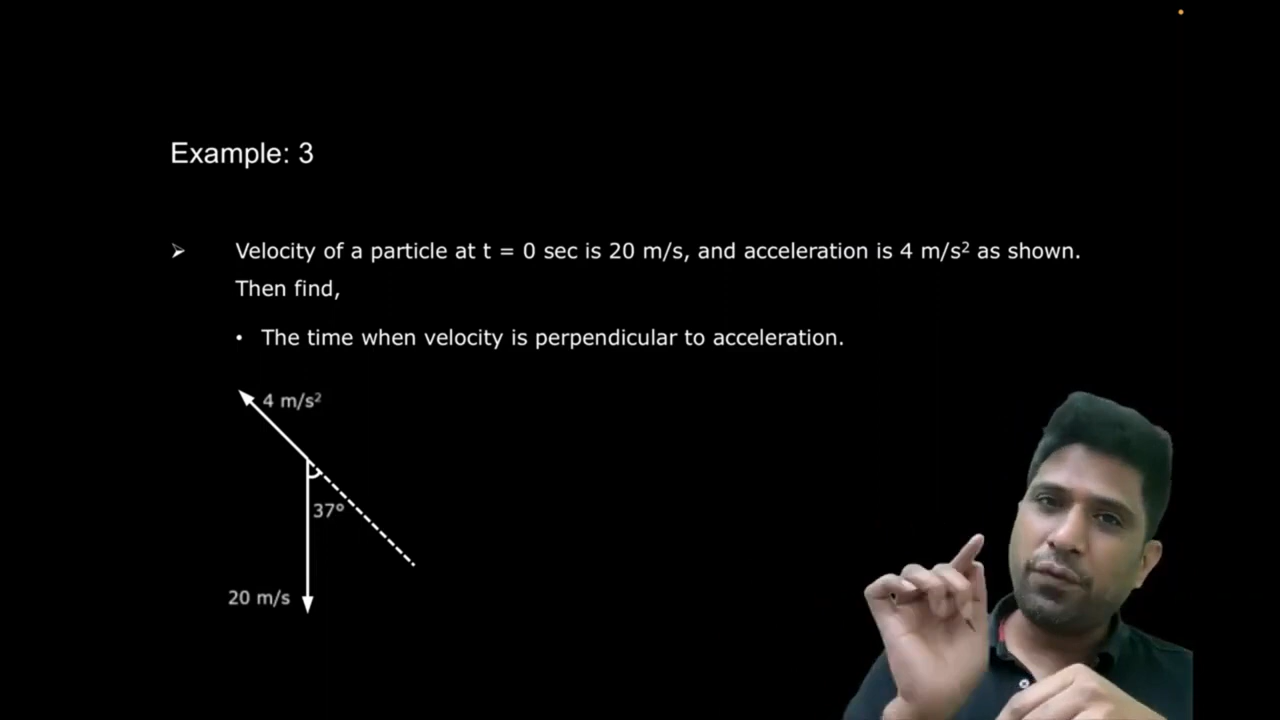 Example: 3
➢ Velocity of a particle at t = 0 sec is 20 m/s, and acceleration is 4 m/s² as shown.
Then find,
• The time when velocity is perpendicular to acceleration.
4 m/s²
37°
20 m/s